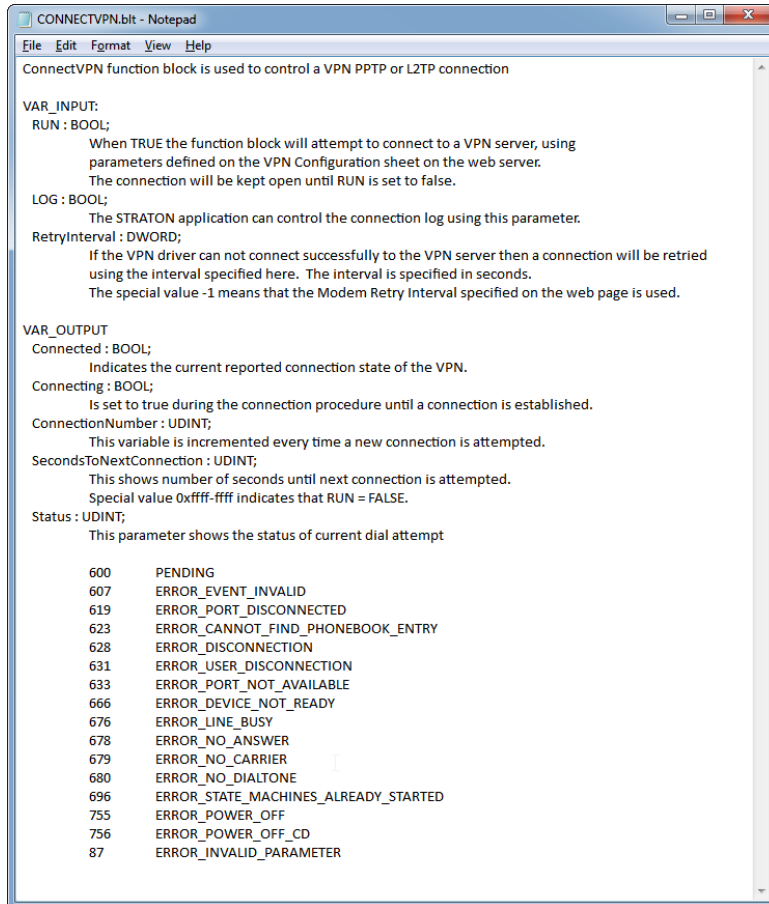 CONNECTVPN.blt - Notepad
File Edit Format View Help
ConnectVPN function block is used to control a VPN PPTP or L2TP connection
VAR_INPUT:
RUN : BOOL;
When TRUE the function block will attempt to connect to a VPN server, using
parameters defined on the VPN Configuration sheet on the web server.
The connection will be kept open until RUN is set to false.
LOG : BOOL;
The STRATON application can control the connection log using this parameter.
RetryInterval : DWORD;
If the VPN driver can not connect successfully to the VPN server then a connection will be retried
using the interval specified here.  The interval is specified in seconds.
The special value -1 means that the Modem Retry Interval specified on the web page is used.
VAR_OUTPUT
Connected : BOOL;
Indicates the current reported connection state of the VPN.
Connecting : BOOL;
Is set to true during the connection procedure until a connection is established.
ConnectionNumber : UDINT;
This variable is incremented every time a new connection is attempted.
SecondsToNextConnection : UDINT;
This shows number of seconds until next connection is attempted.
Special value 0xffff-ffff indicates that RUN = FALSE.
Status : UDINT;
This parameter shows the status of current dial attempt
600 PENDING
607 ERROR_EVENT_INVALID
619 ERROR_PORT_DISCONNECTED
623 ERROR_CANNOT_FIND_PHONEBOOK_ENTRY
628 ERROR_DISCONNECTION
631 ERROR_USER_DISCONNECTION
633 ERROR_PORT_NOT_AVAILABLE
666 ERROR_DEVICE_NOT_READY
676 ERROR_LINE_BUSY
678 ERROR_NO_ANSWER
679 ERROR_NO_CARRIER
680 ERROR_NO_DIALTONE
696 ERROR_STATE_MACHINES_ALREADY_STARTED
755 ERROR_POWER_OFF
756 ERROR_POWER_OFF_CD
87 ERROR_INVALID_PARAMETER